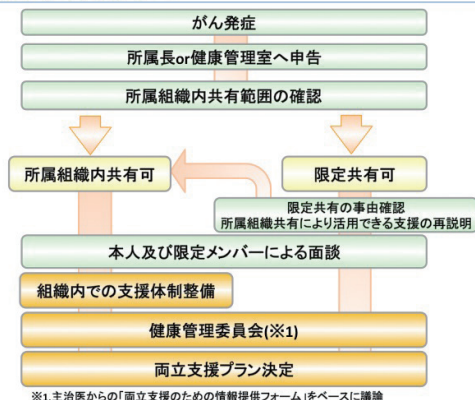 がん発症
所属長or健康管理室へ申告
所属組織内共有範囲の確認
所属組織内共有可
限定共有可
限定共有の事由確認
所属組織共有により活用できる支援の再説明
本人及び限定メンバーによる面談
組織内での支援体制整備
健康管理委員会(※1)
両立支援プラン決定
※1.主治医からの「両立支援のための情報提供フォーム」をベースに議論